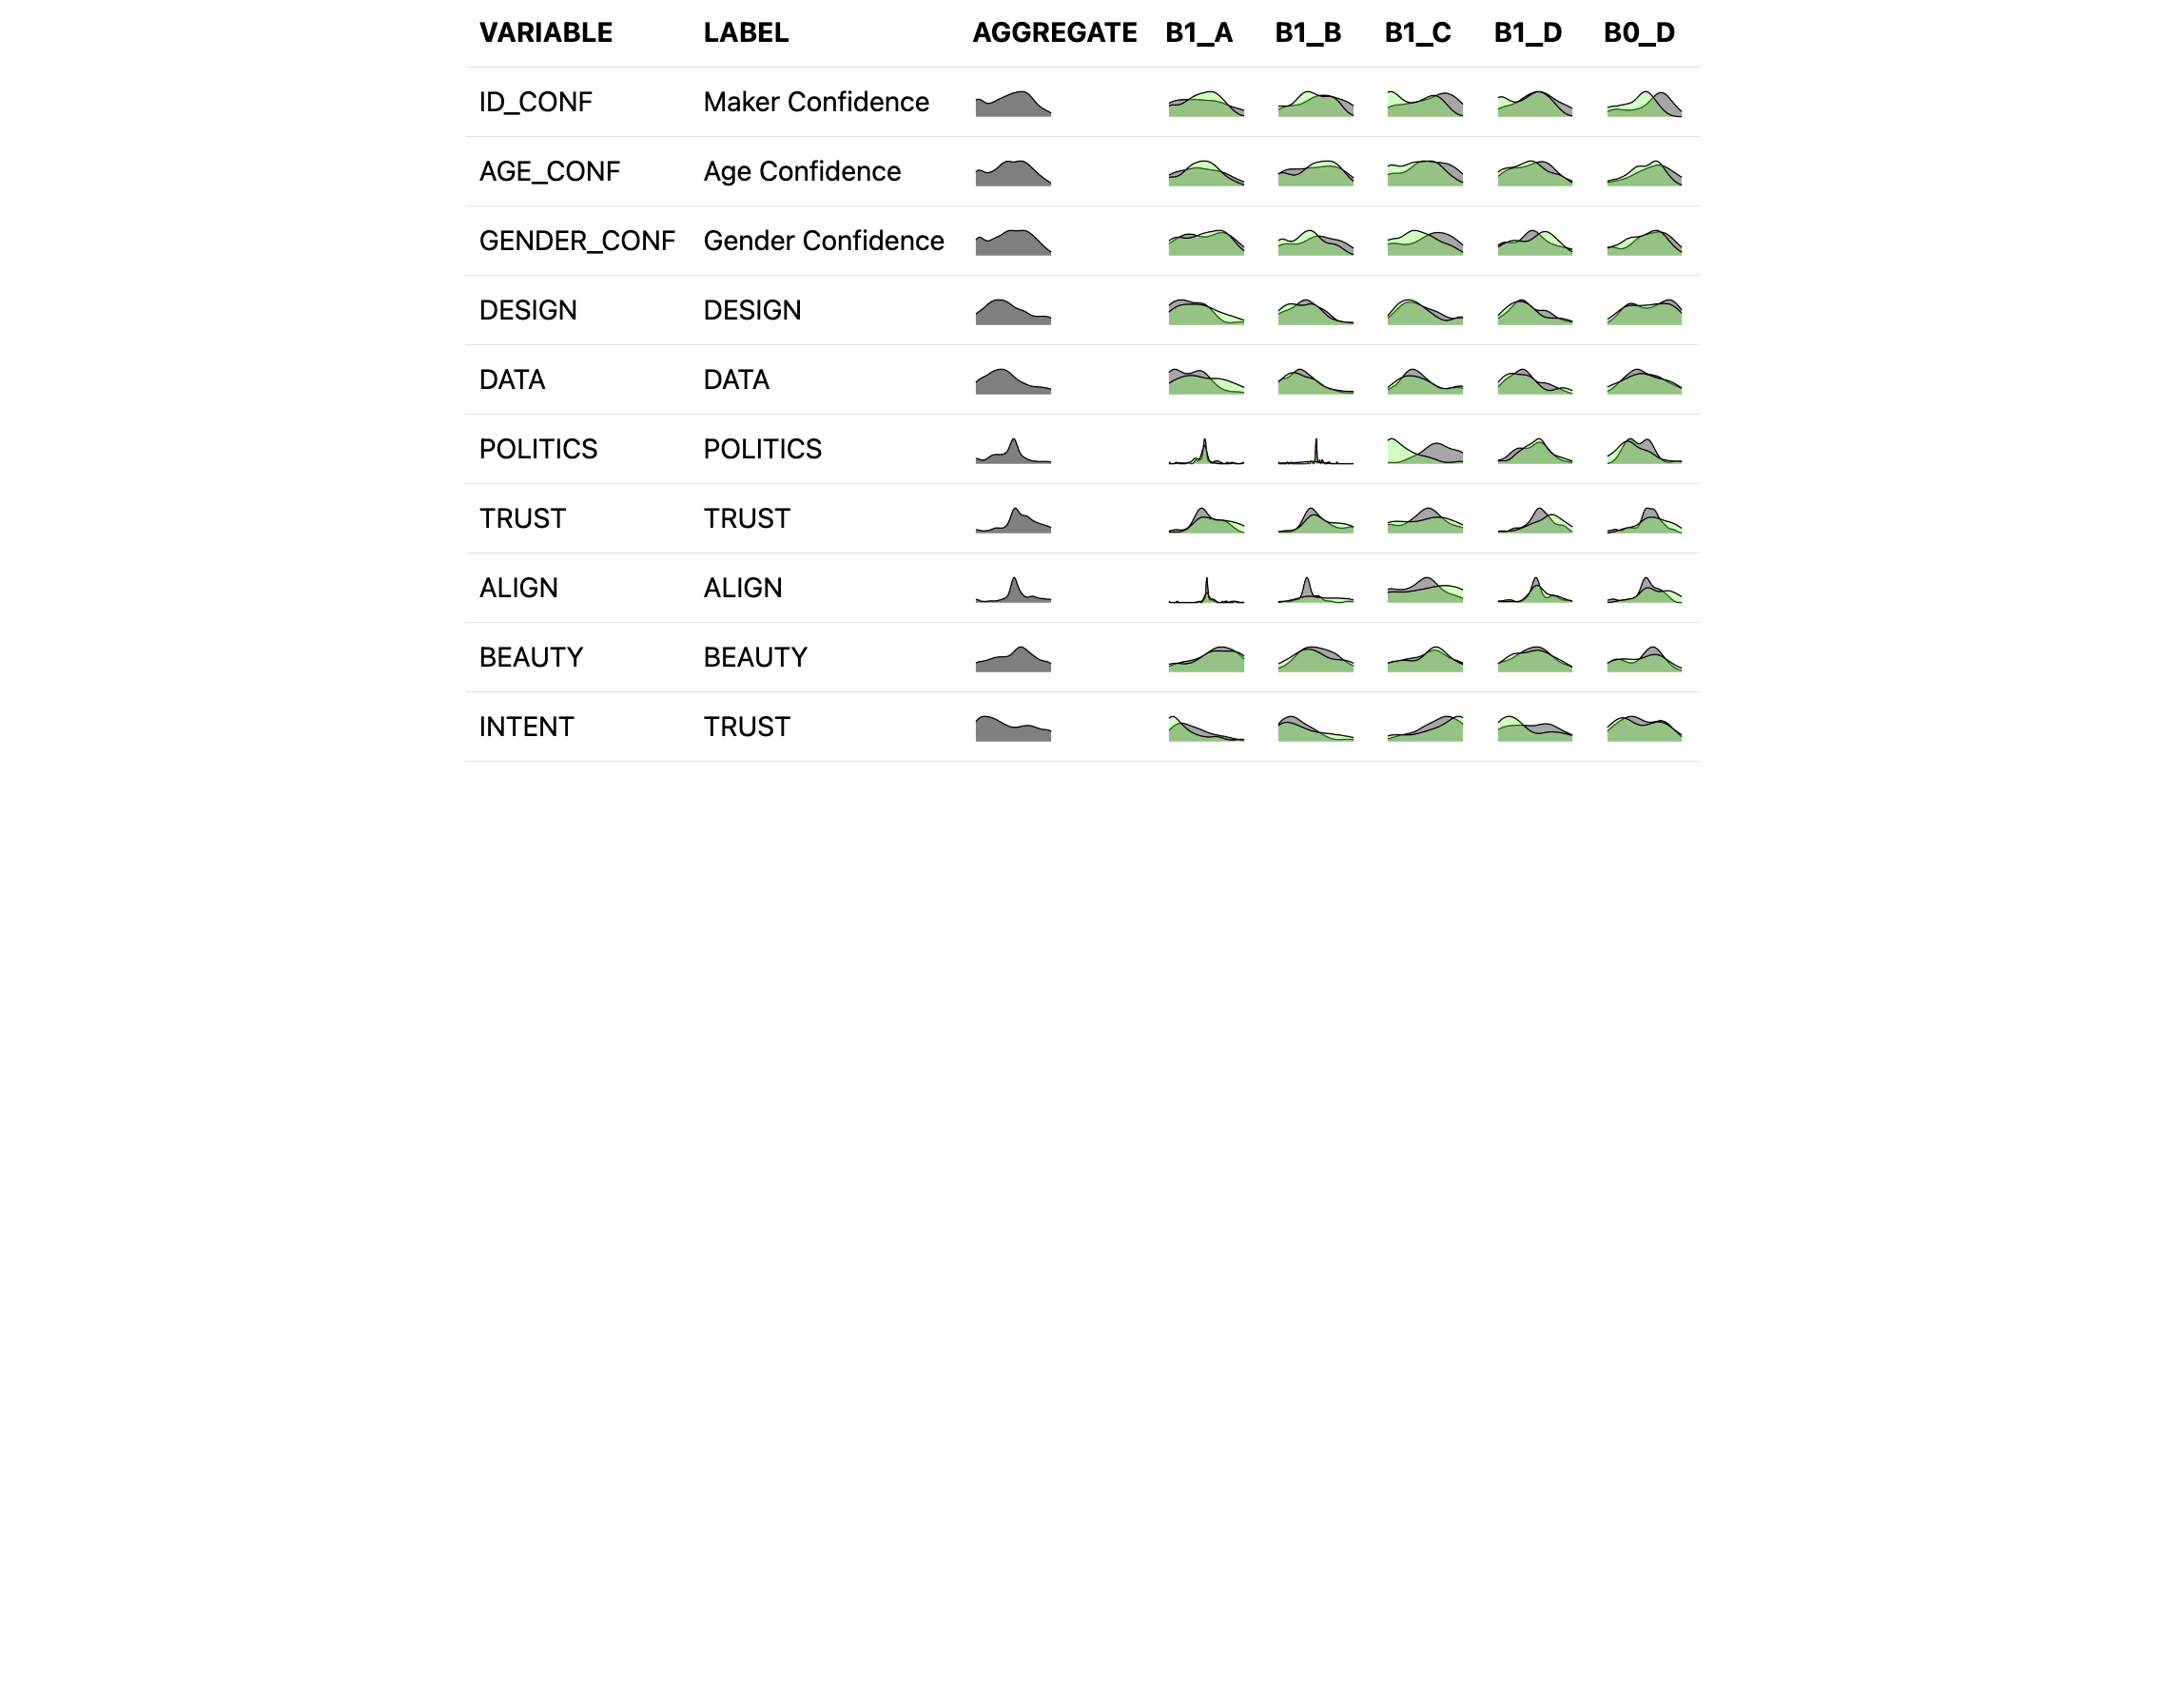 VARIABLE LABEL AGGREGATE B1_A B1_B B1_C B1_D B0_D
ID_CONF Maker Confidence
AGE_CONF Age Confidence
GENDER_CONF Gender Confidence
DESIGN DESIGN
DATA DATA
POLITICS POLITICS
TRUST TRUST
ALIGN ALIGN
BEAUTY BEAUTY
INTENT TRUST